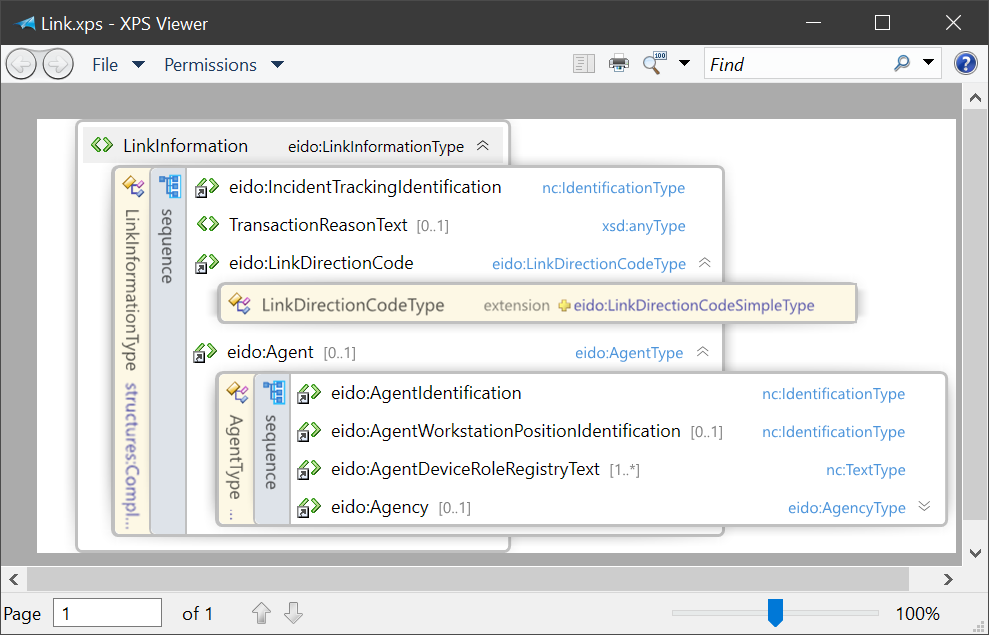 Link.xps - XPS Viewer
File Permissions 100 Find ?
LinkInformation eido:LinkInformationType
LinkInformationType structures:Compl...
sequence
eido:IncidentTrackingIdentification nc:IdentificationType
TransactionReasonText [0..1] xsd:anyType
eido:LinkDirectionCode eido:LinkDirectionCodeType
LinkDirectionCodeType extension eido:LinkDirectionCodeSimpleType
eido:Agent [0..1] eido:AgentType
AgentType ...
sequence
eido:AgentIdentification nc:IdentificationType
eido:AgentWorkstationPositionIdentification [0..1] nc:IdentificationType
eido:AgentDeviceRoleRegistryText [1..*] nc:TextType
eido:Agency [0..1] eido:AgencyType
Page 1 of 1 100%